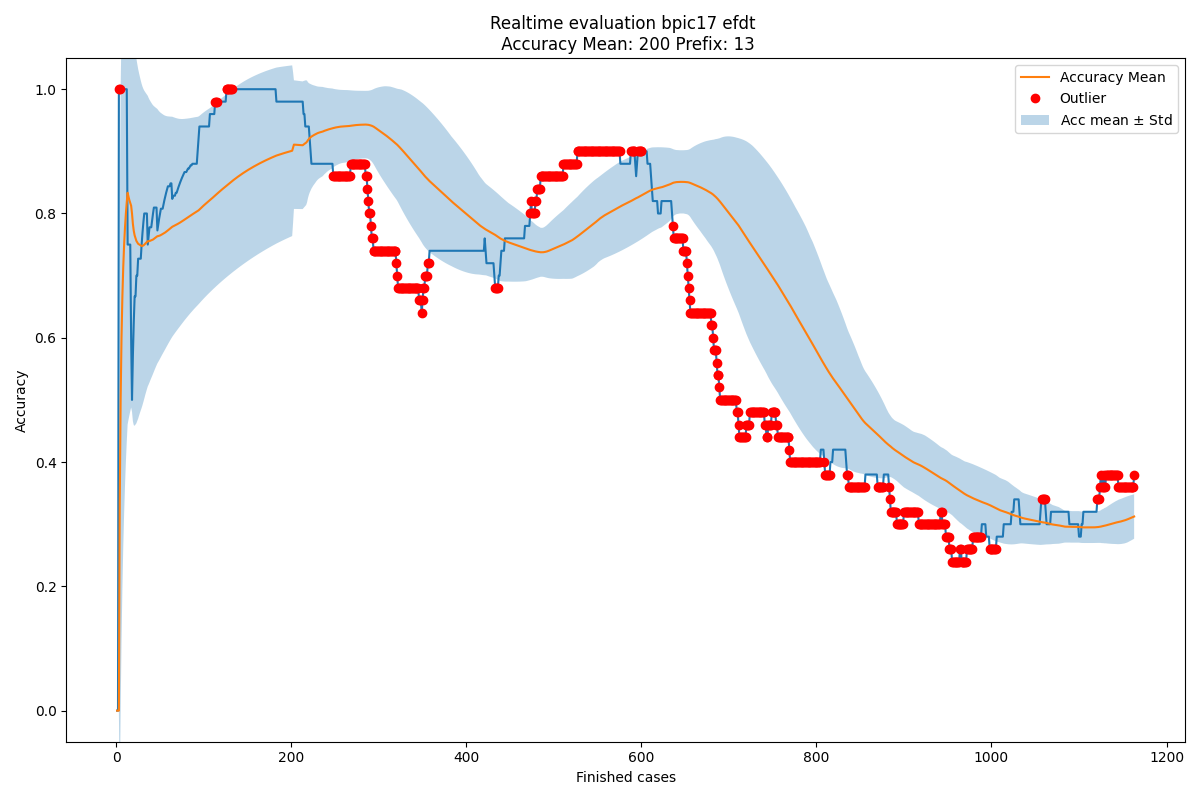 Realtime evaluation bpic17 efdt
Accuracy Mean: 200 Prefix: 13
Accuracy Mean
Outlier
Acc mean ± Std
1.0
0.8
0.6
0.4
0.2
0.0
Accuracy
0
200
400
600
800
1000
1200
Finished cases